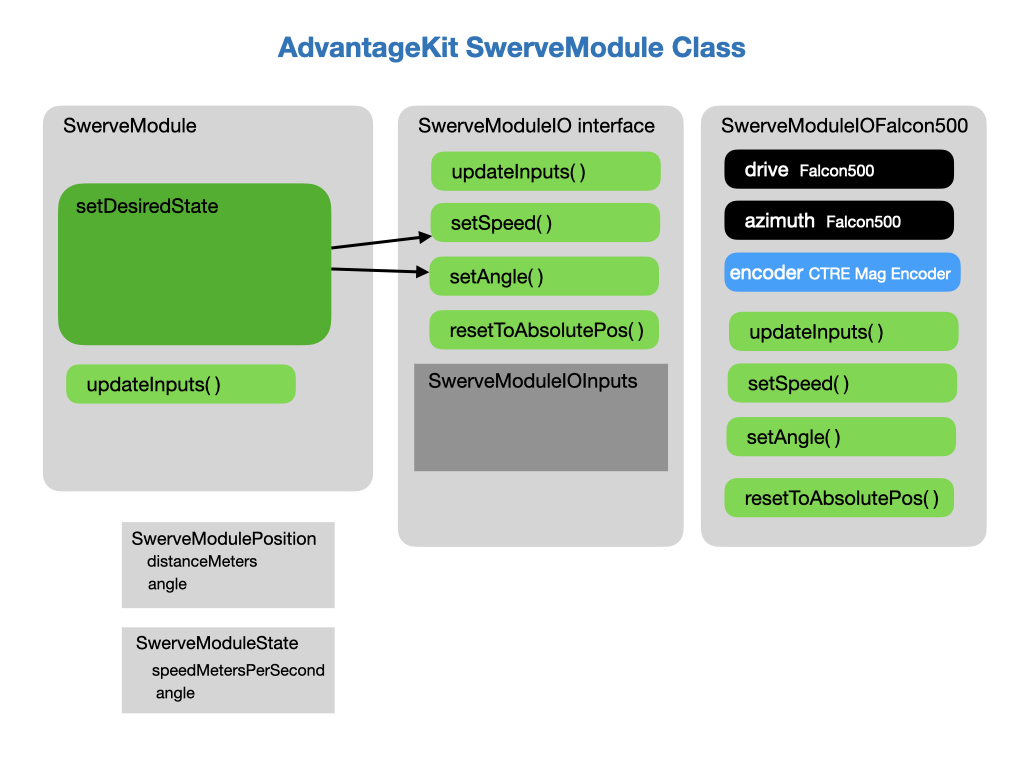 AdvantageKit SwerveModule Class
SwerveModule
setDesiredState
updateInputs( )
SwerveModuleIO interface
updateInputs( )
setSpeed( )
setAngle( )
resetToAbsolutePos( )
SwerveModuleIOInputs
SwerveModuleIOFalcon500
drive Falcon500
azimuth Falcon500
encoder CTRE Mag Encoder
updateInputs( )
setSpeed( )
setAngle( )
resetToAbsolutePos( )
SwerveModulePosition
distanceMeters
angle
SwerveModuleState
speedMetersPerSecond
angle